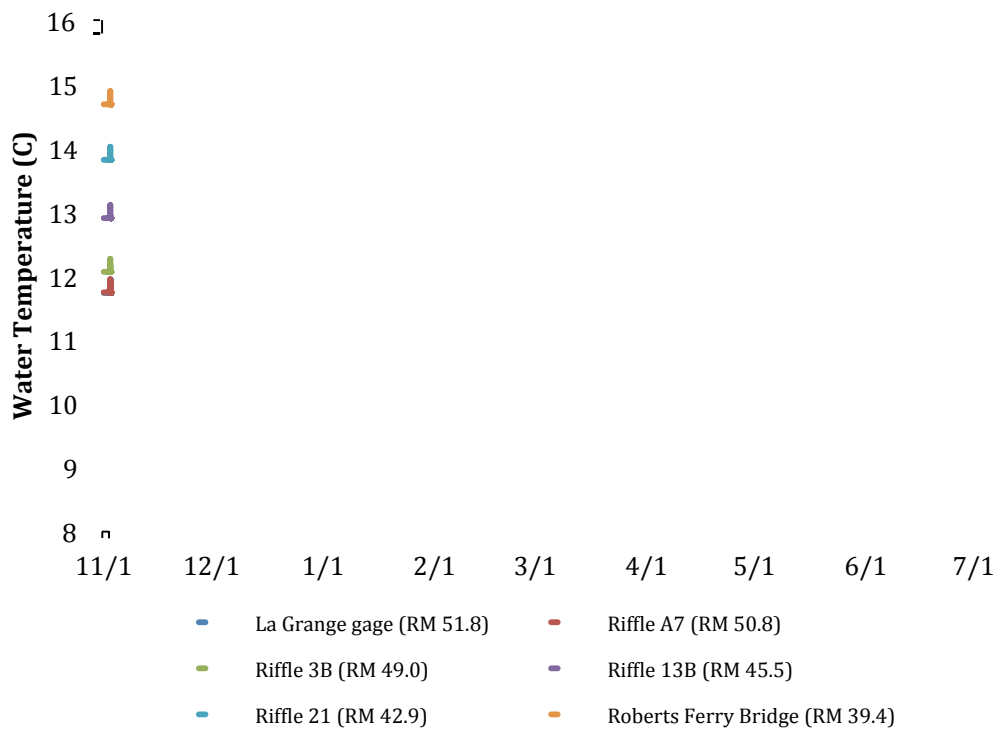 16
15
14
13
12
11
10
9
8
Water Temperature (C)
11/1 12/1 1/1 2/1 3/1 4/1 5/1 6/1 7/1
La Grange gage (RM 51.8) Riffle A7 (RM 50.8)
Riffle 3B (RM 49.0) Riffle 13B (RM 45.5)
Riffle 21 (RM 42.9) Roberts Ferry Bridge (RM 39.4)